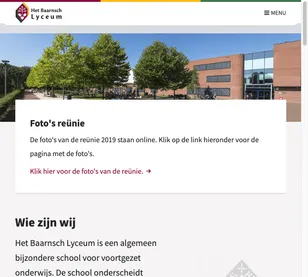 Het Baarnsch
Lyceum
≡ MENU
Foto's reünie
De foto's van de reünie 2019 staan online. Klik op de link hieronder voor de
pagina met de foto's.
Klik hier voor de foto's van de reünie. →
Wie zijn wij
Het Baarnsch Lyceum is een algemeen
bijzondere school voor voortgezet
onderwijs. De school onderscheidt